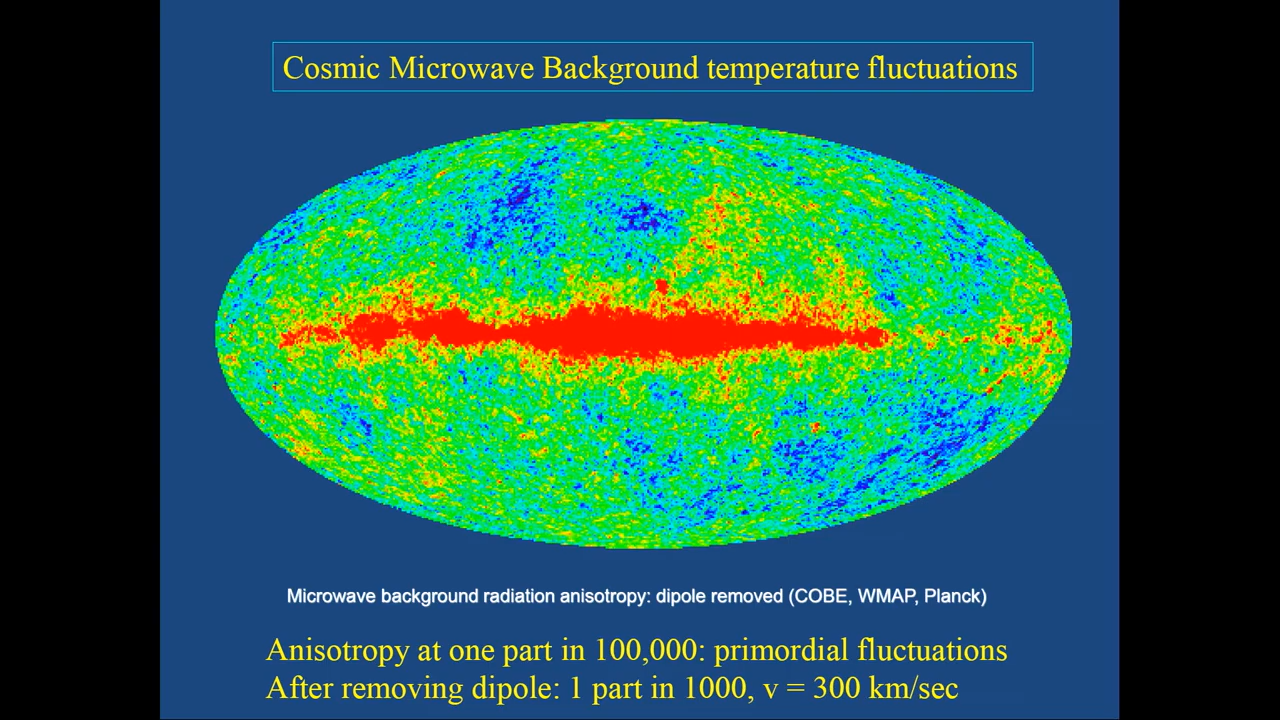 Cosmic Microwave Background temperature fluctuations
Microwave background radiation anisotropy: dipole removed (COBE, WMAP, Planck)
Anisotropy at one part in 100,000: primordial fluctuations
After removing dipole: 1 part in 1000, v = 300 km/sec